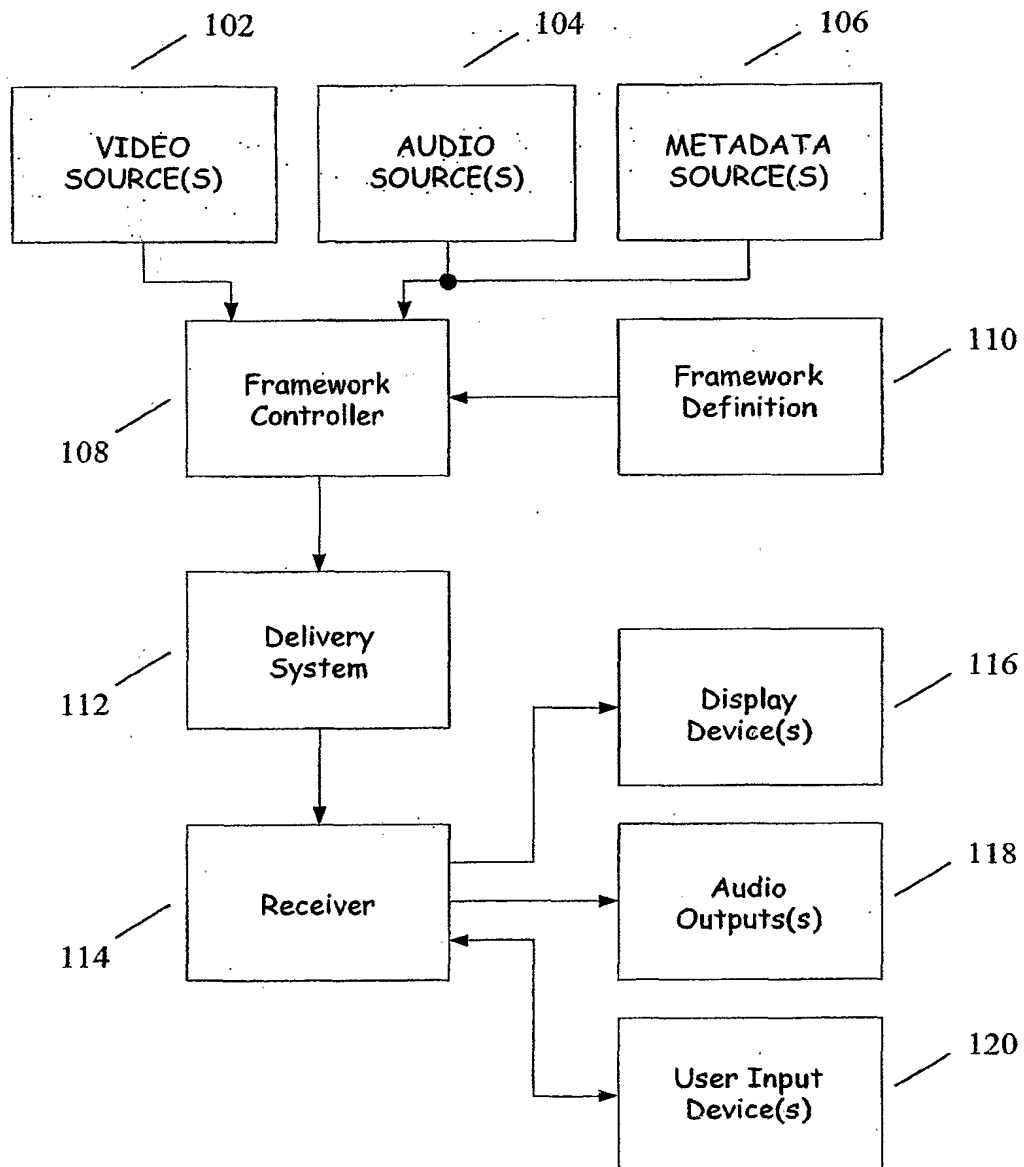 102
104
106
VIDEO
SOURCE(S)
AUDIO
SOURCE(S)
METADATA
SOURCE(S)
110
Framework
Controller
Framework
Definition
108
Delivery
System
112
116
Display
Device(s)
118
Receiver
Audio
Outputs(s)
114
120
User Input
Device(s)